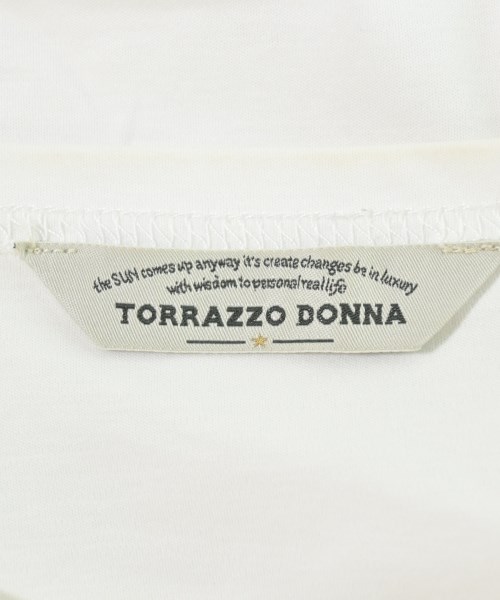 the SUN comes up anyway it's create changes be in luxury
with wisdom to personal real life
TORRAZZO DONNA